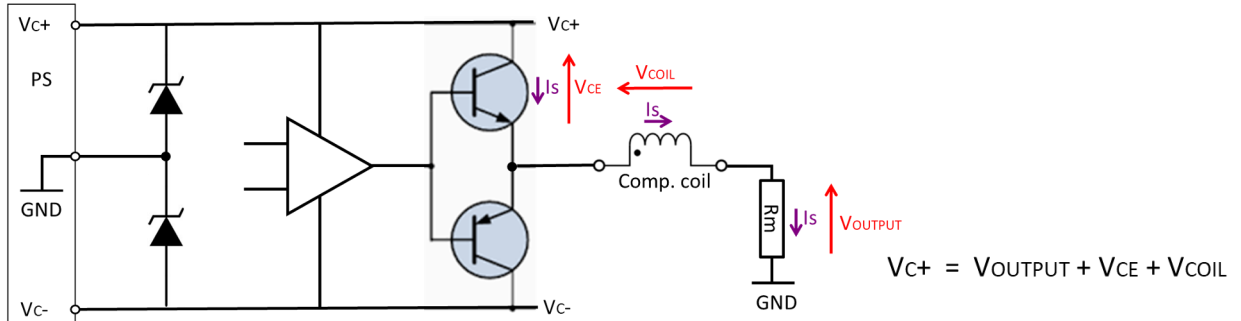 Vc+
Vc+
PS
Is
VCE
VCOIL
Is
Comp. coil
GND
Rm
Is
VOUTPUT
Vc+ = VOUTPUT + VCE + VCOIL
Vc-
Vc-
GND